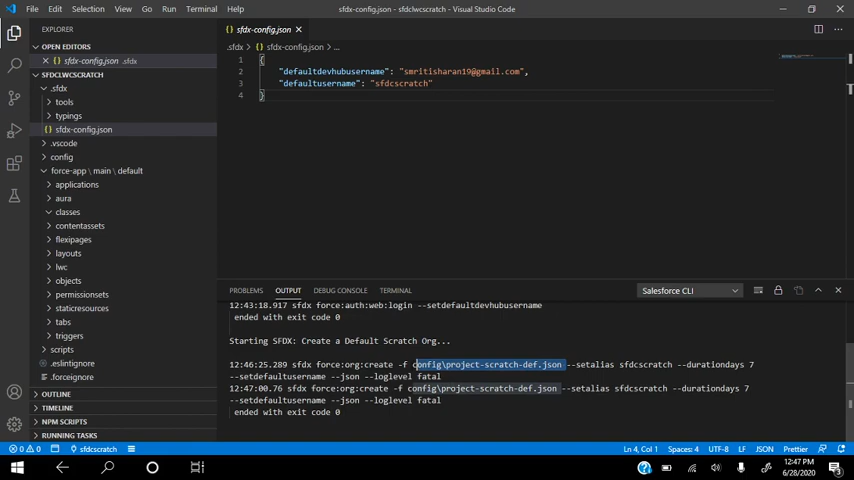 File Edit Selection View Go Run Terminal Help
sfdx-config.json - sfdclwcscratch - Visual Studio Code
EXPLORER
OPEN EDITORS
sfdx-config.json .sfdx
SFDCLWCSCRATCH
.sfdx
tools
typings
{} sfdx-config.json
.vscode
config
force-app \ main \ default
applications
aura
classes
contentassets
flexipages
layouts
lwc
objects
permissionsets
staticresources
tabs
triggers
scripts
.eslintignore
.forceignore
OUTLINE
TIMELINE
NPM SCRIPTS
RUNNING TASKS
{} sfdx-config.json
.sfdx > {} sfdx-config.json > ...
1 {
2 "defaultdevhubusername": "smritisharan19@gmail.com",
3 "defaultusername": "sfdcscratch"
4 }
PROBLEMS OUTPUT DEBUG CONSOLE TERMINAL
Salesforce CLI
12:43:18.917 sfdx force:auth:web:login --setdefaultdevhubusername
ended with exit code 0
Starting SFDX: Create a Default Scratch Org...
12:46:25.289 sfdx force:org:create -f config\project-scratch-def.json --setalias sfdcscratch --durationdays 7
--setdefaultusername --json --loglevel fatal
12:47:00.76 sfdx force:org:create -f config\project-scratch-def.json --setalias sfdcscratch --durationdays 7
--setdefaultusername --json --loglevel fatal
ended with exit code 0
0 0 sfdcscratch
Ln 4, Col 1 Spaces: 4 UTF-8 LF JSON Prettier
12:47 PM
6/28/2020
3